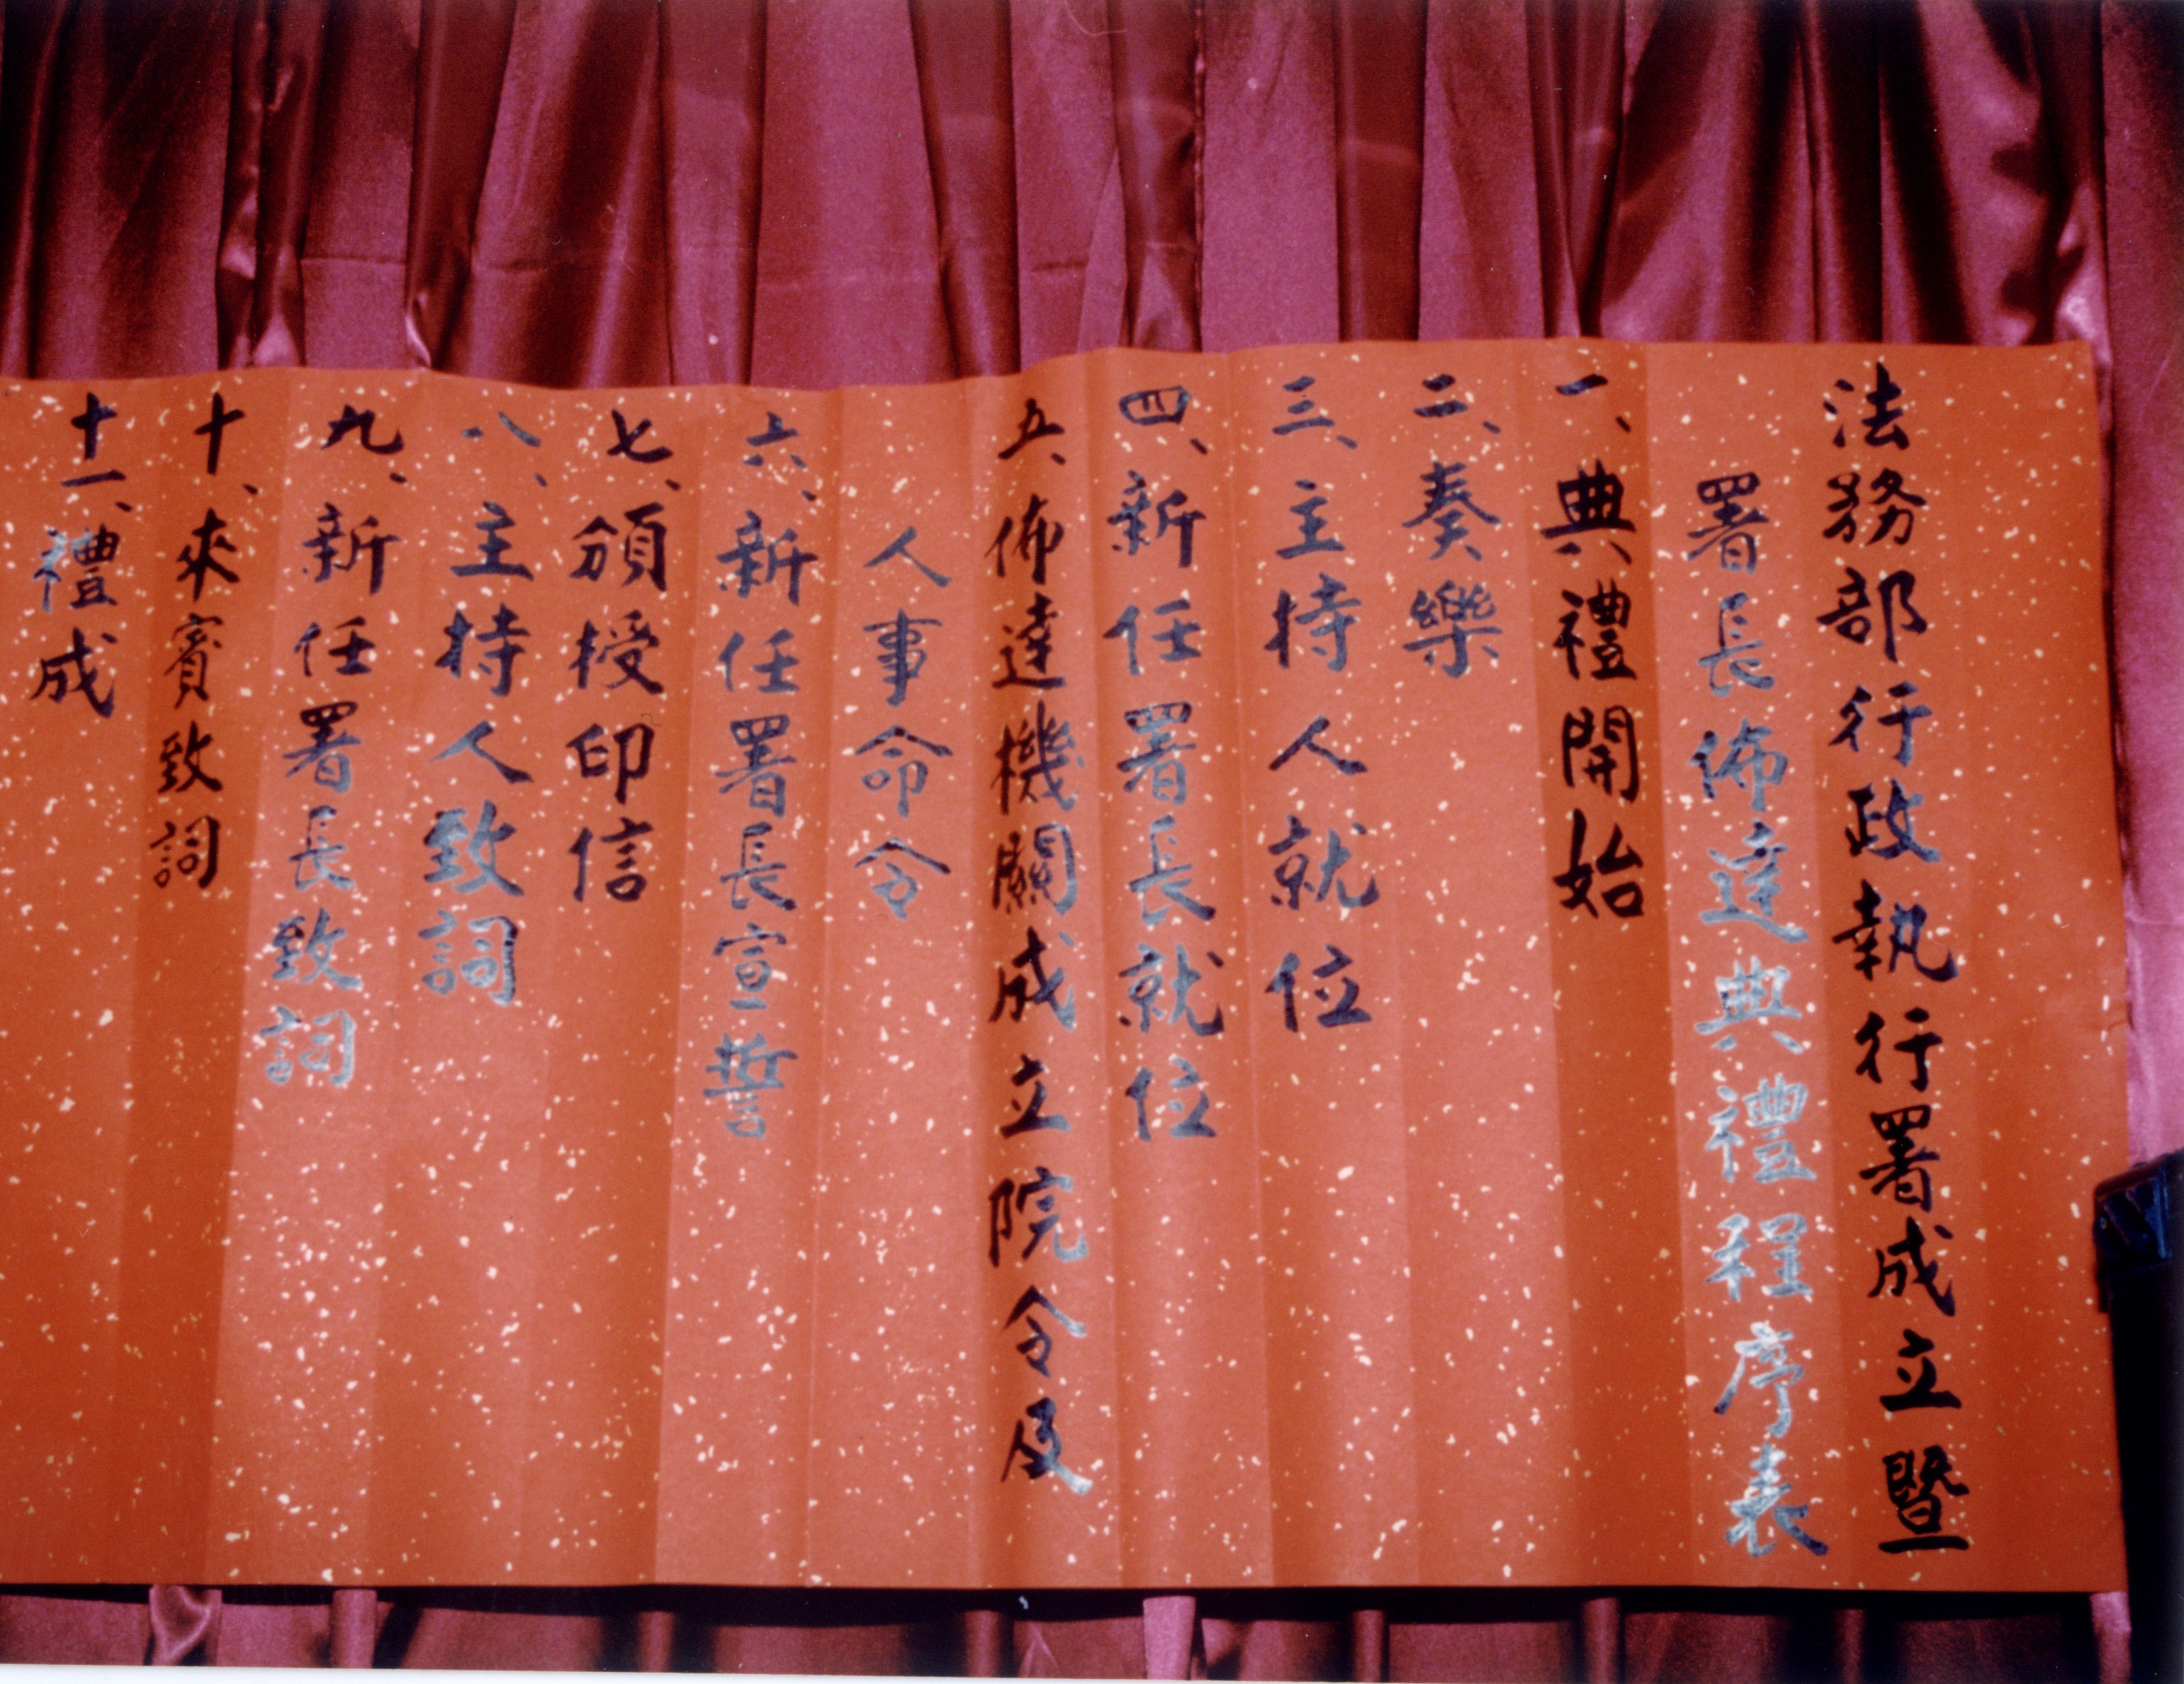 法務部行政執行署成立暨
署長佈達典禮程序表
一、典禮開始
二、奏樂
三、主持人就位
四、新任署長就位
五、佈達機關成立院令及
人事命令
六、新任署長宣誓
七、頒授印信
八、主持人致詞
九、新任署長致詞
十、來賓致詞
十一、禮成